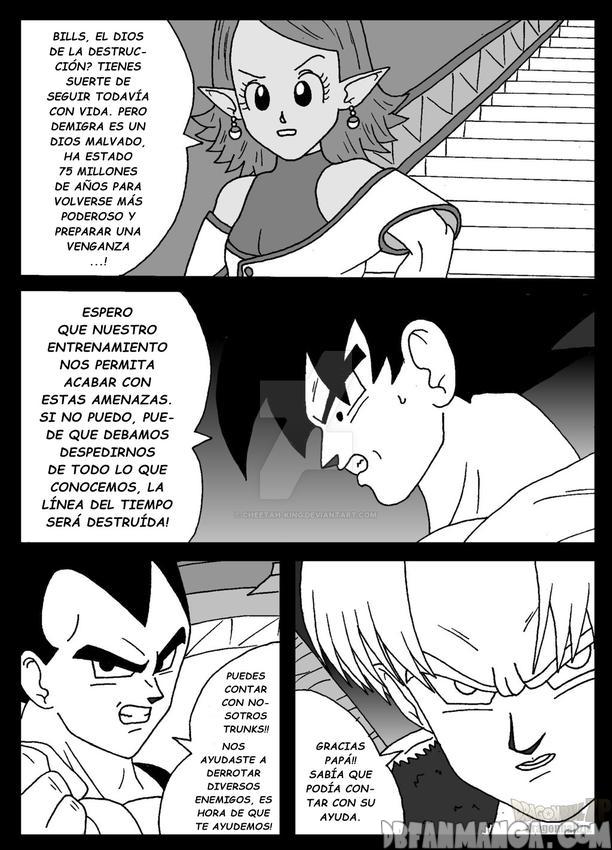 BILLS, EL DIOS
DE LA DESTRUC-
CIÓN? TIENES
SUERTE DE
SEGUIR TODAVÍA
CON VIDA. PERO
DEMIGRA ES UN
DIOS MALVADO,
HA ESTADO
75 MILLONES
DE AÑOS PARA
VOLVERSE MÁS
PODEROSO Y
PREPARAR UNA
VENGANZA
...!
ESPERO
QUE NUESTRO
ENTRENAMIENTO
NOS PERMITA
ACABAR CON
ESTAS AMENAZAS.
SI NO PUEDO, PUE-
DE QUE DEBAMOS
DESPEDIRNOS
DE TODO LO QUE
CONOCEMOS, LA
LÍNEA DEL TIEMPO
SERÁ DESTRUÍDA!
CHEETAH-KING.DEVIANTART.COM
PUEDES
CONTAR
CON NO-
SOTROS
TRUNKS!!
NOS
AYUDASTE A
DERROTAR
DIVERSOS
ENEMIGOS, ES
HORA DE QUE
TE AYUDEMOS!
GRACIAS
PAPÁ!!
SABÍA QUE
PODÍA CON-
TAR CON SU
AYUDA.
DBFANMANGA.COM